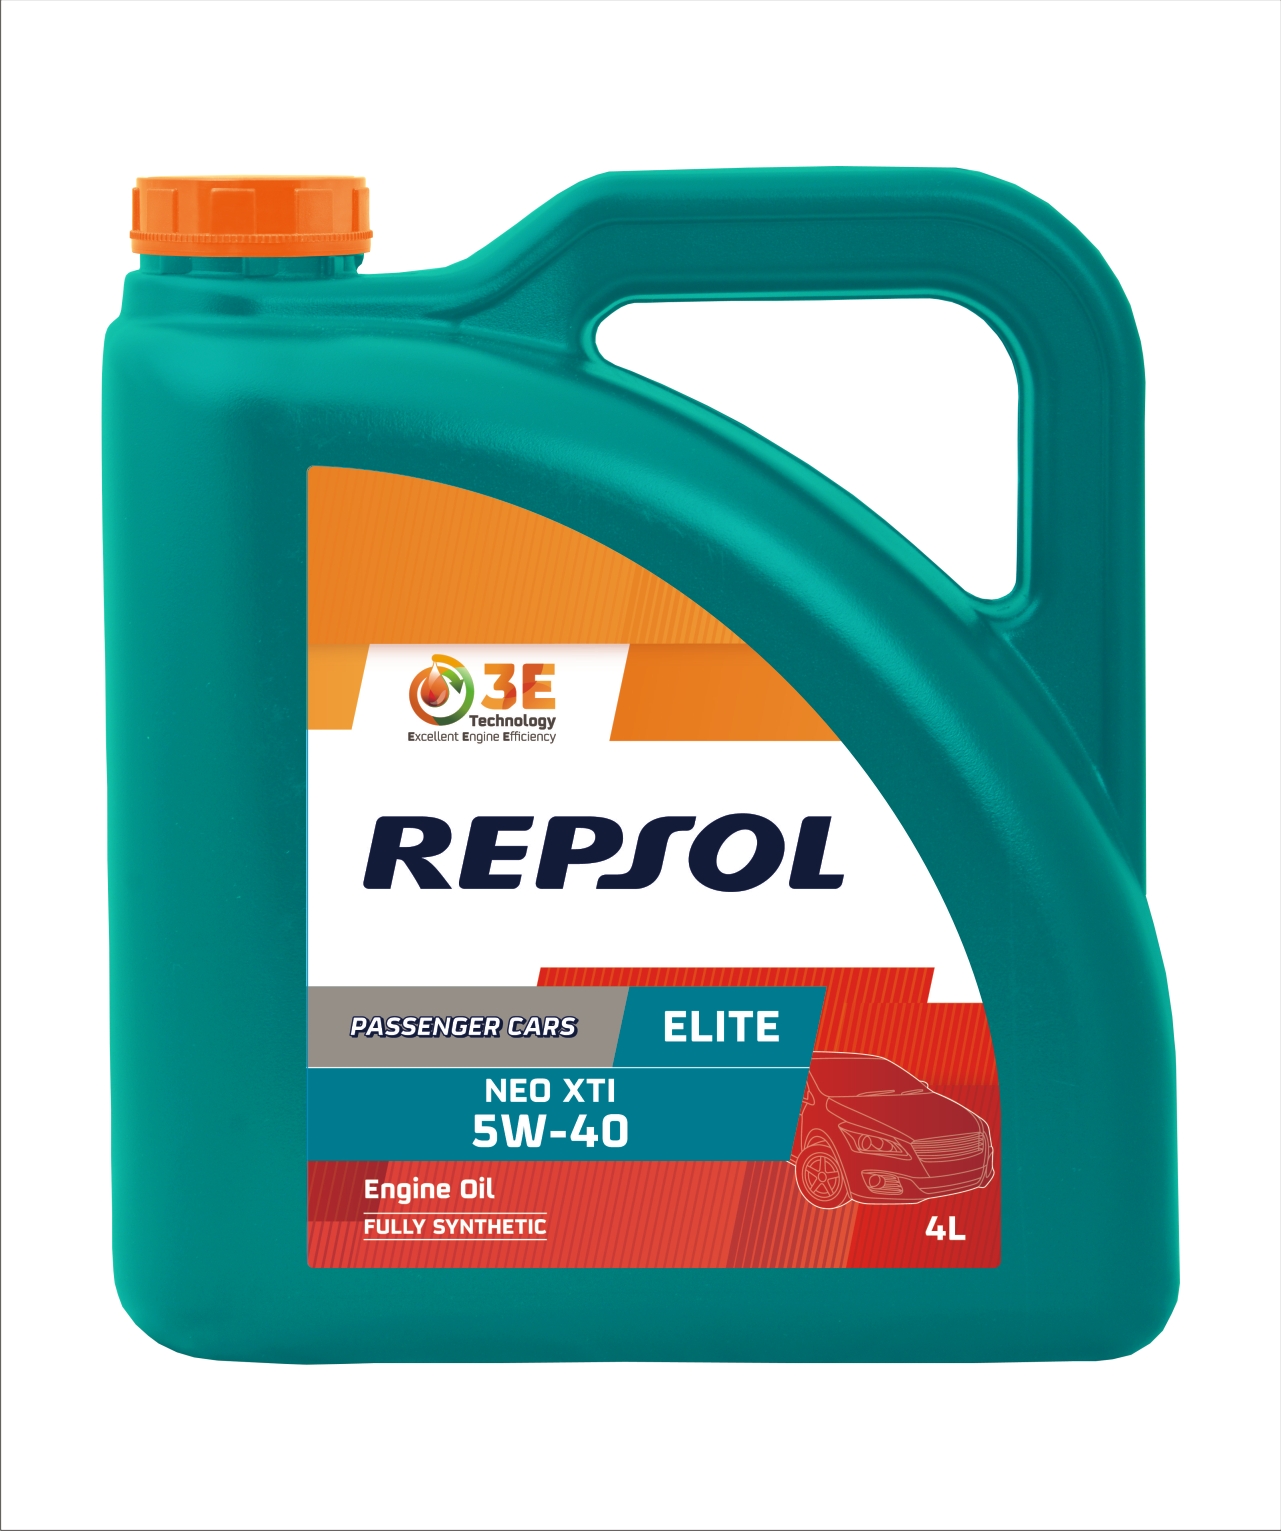 3E
Technology
Excellent Engine Efficiency
REPSOL
PASSENGER CARS
ELITE
NEO XTI
5W-40
Engine Oil
FULLY SYNTHETIC
4L